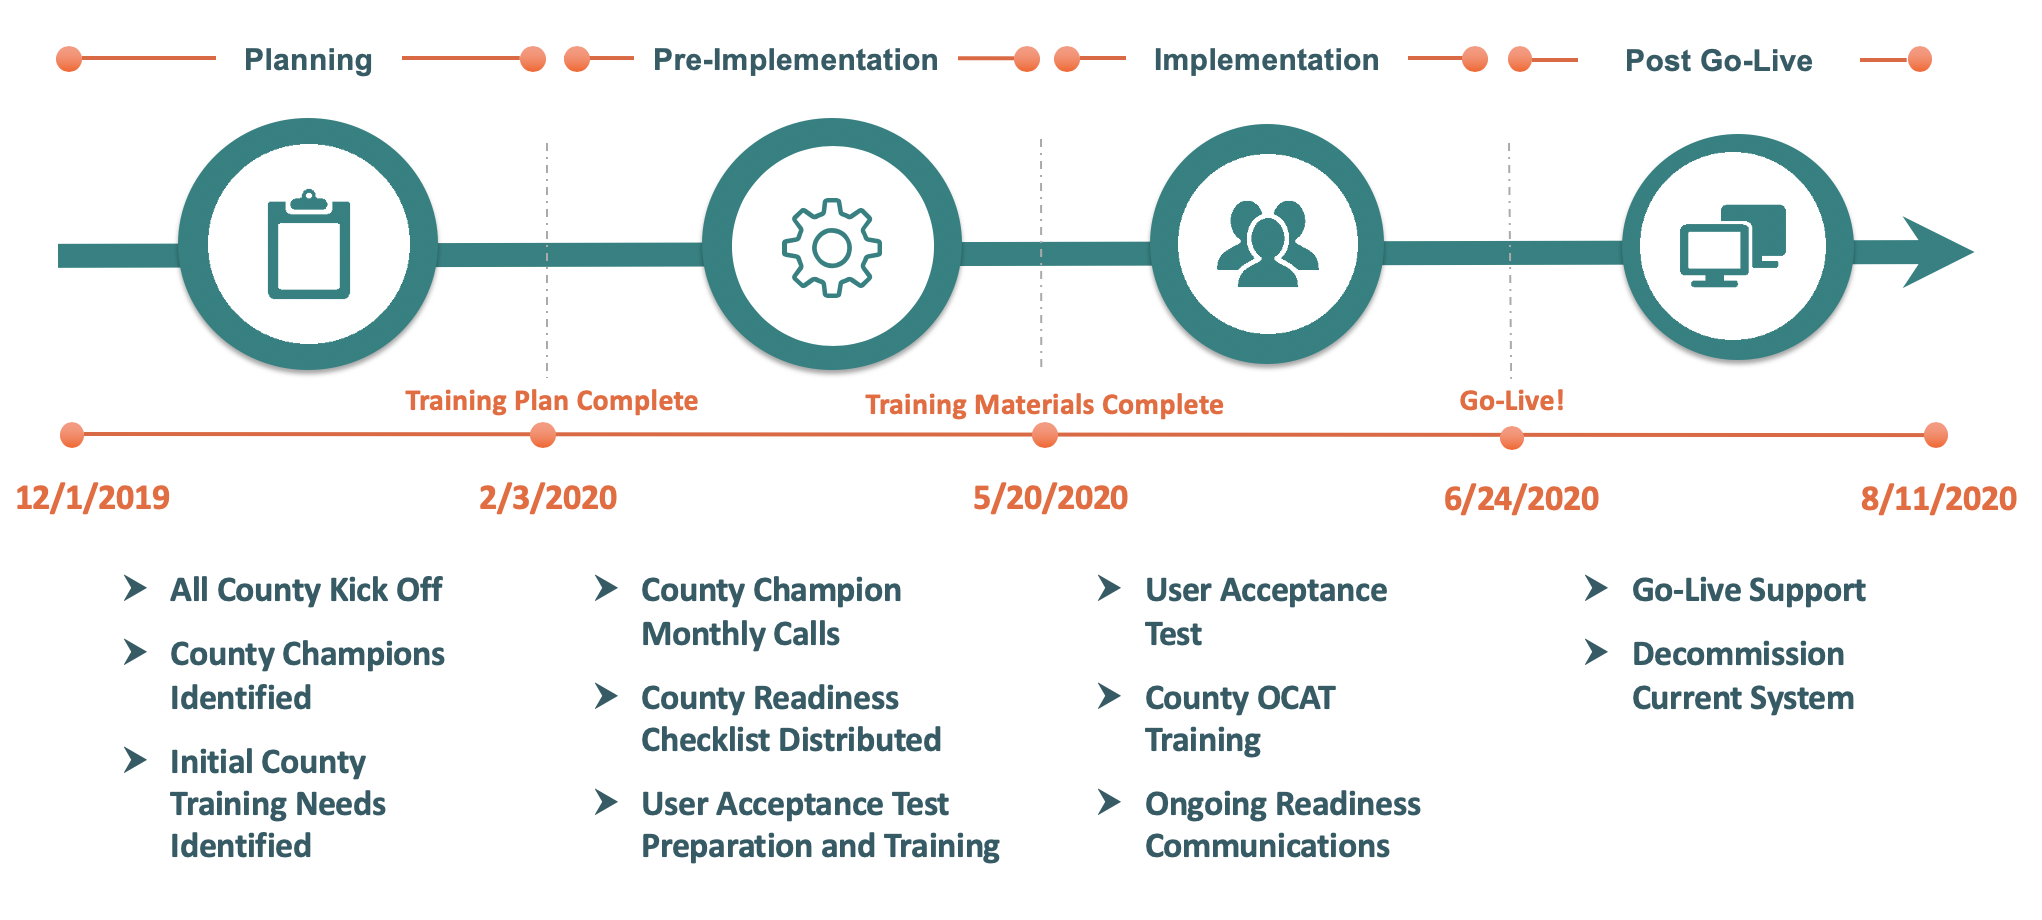 Planning
Pre-Implementation
Implementation
Post Go-Live
Training Plan Complete
Training Materials Complete
Go-Live!
12/1/2019
2/3/2020
5/20/2020
6/24/2020
8/11/2020
All County Kick Off
County Champions
Identified
Initial County
Training Needs
Identified
County Champion
Monthly Calls
County Readiness
Checklist Distributed
User Acceptance Test
Preparation and Training
User Acceptance
Test
County OCAT
Training
Ongoing Readiness
Communications
Go-Live Support
Decommission
Current System